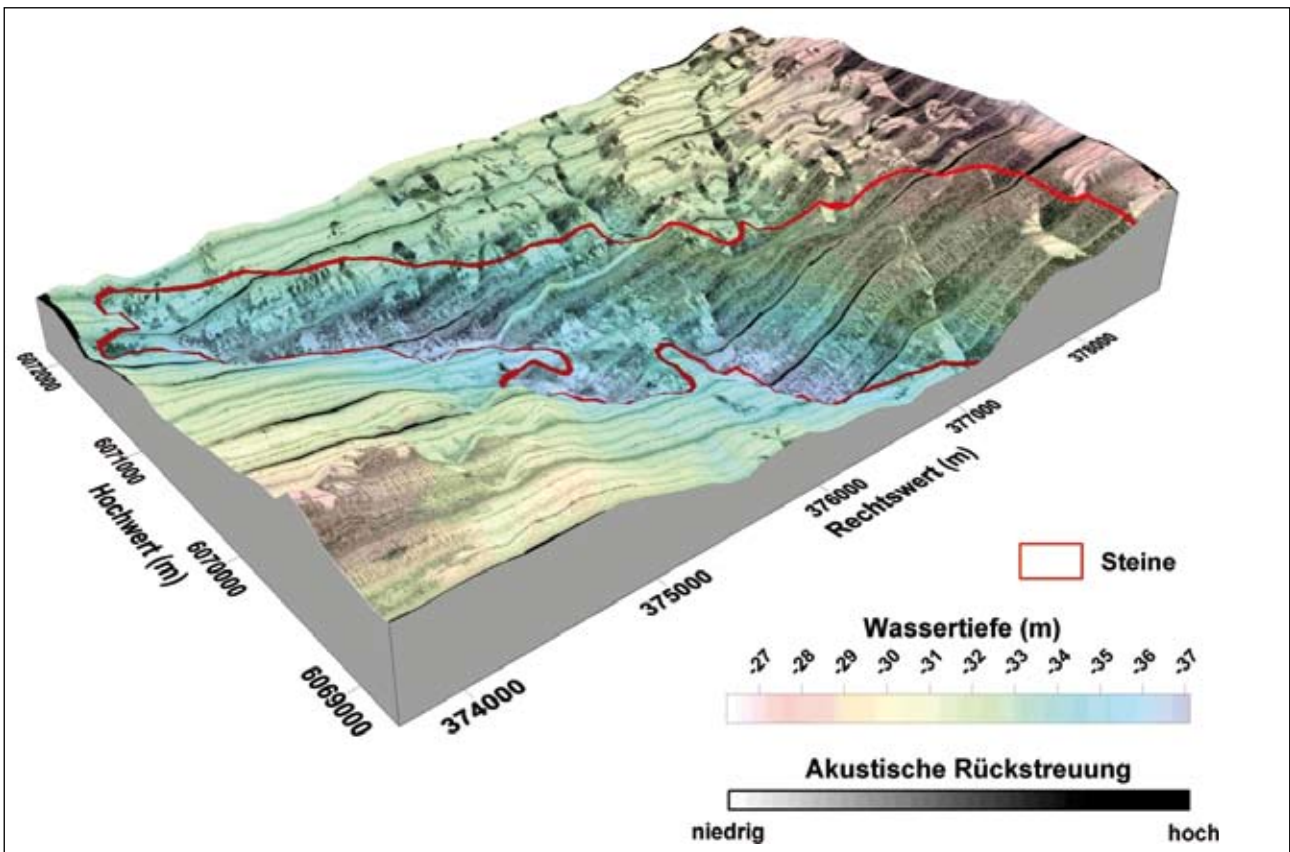 6072000
6071000
Hochwert (m)
6070000
6069000
374000
375000
376000
Rechtswert (m)
377000
378000
Steine
Wassertiefe (m)
-27 -28 -29 -30 -31 -32 -33 -34 -35 -36 -37
Akustische Rückstreuung
niedrig hoch